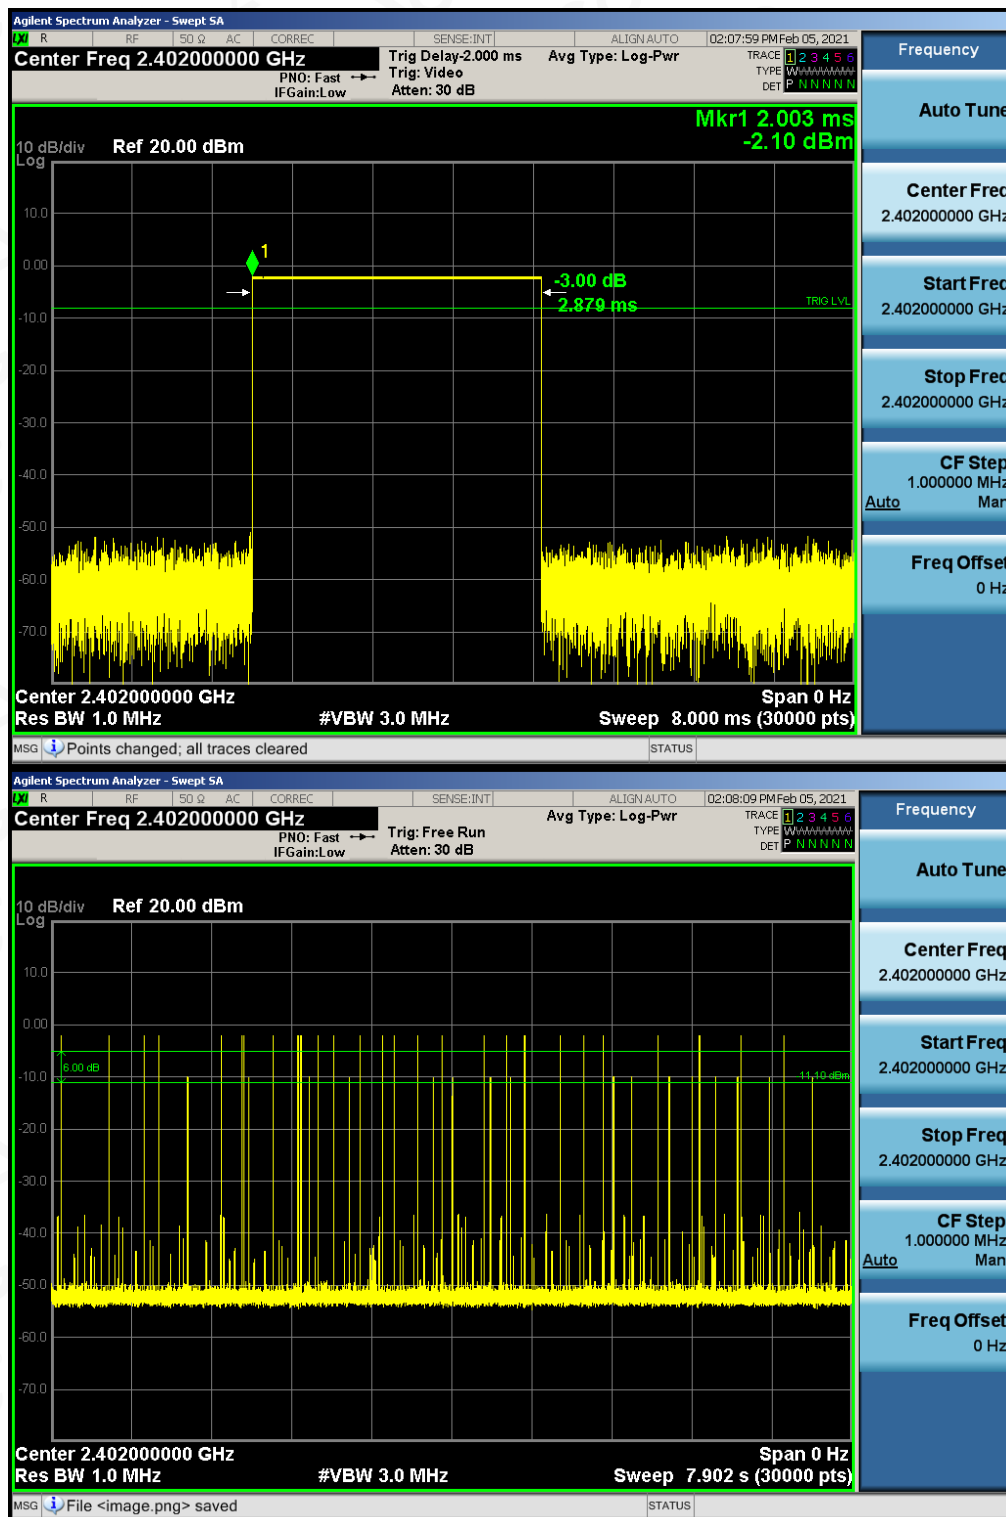 Agilent Spectrum Analyzer - Swept SA
LXI R RF 50 Ω AC CORREC SENSE:INT ALIGN AUTO 02:07:59 PM Feb 05, 2021
Center Freq 2.402000000 GHz
PNO: Fast
IFGain:Low
Trig Delay-2.000 ms
Trig: Video
Atten: 30 dB
Avg Type: Log-Pwr
TRACE 1 2 3 4 5 6
TYPE WWWWWW
DET P N N N N N
Mkr1 2.003 ms
-2.10 dBm
10 dB/div Ref 20.00 dBm
Log
10.0
0.00
-10.0
-20.0
-30.0
-40.0
-50.0
-60.0
-70.0
1
-3.00 dB
2.879 ms
TRIG LVL
Center 2.402000000 GHz Span 0 Hz
Res BW 1.0 MHz #VBW 3.0 MHz Sweep 8.000 ms (30000 pts)
MSG Points changed; all traces cleared STATUS
Frequency
Auto Tune
Center Freq
2.402000000 GHz
Start Freq
2.402000000 GHz
Stop Freq
2.402000000 GHz
CF Step
1.000000 MHz
Auto Man
Freq Offset
0 Hz
Agilent Spectrum Analyzer - Swept SA
LXI R RF 50 Ω AC CORREC SENSE:INT ALIGN AUTO 02:08:09 PM Feb 05, 2021
Center Freq 2.402000000 GHz
PNO: Fast
IFGain:Low
Trig: Free Run
Atten: 30 dB
Avg Type: Log-Pwr
TRACE 1 2 3 4 5 6
TYPE WWWWWW
DET P N N N N N
10 dB/div Ref 20.00 dBm
Log
10.0
0.00
-10.0
-20.0
-30.0
-40.0
-50.0
-60.0
-70.0
6.00 dB
-11.10 dBm
Center 2.402000000 GHz Span 0 Hz
Res BW 1.0 MHz #VBW 3.0 MHz Sweep 7.902 s (30000 pts)
MSG File <image.png> saved STATUS
Frequency
Auto Tune
Center Freq
2.402000000 GHz
Start Freq
2.402000000 GHz
Stop Freq
2.402000000 GHz
CF Step
1.000000 MHz
Auto Man
Freq Offset
0 Hz